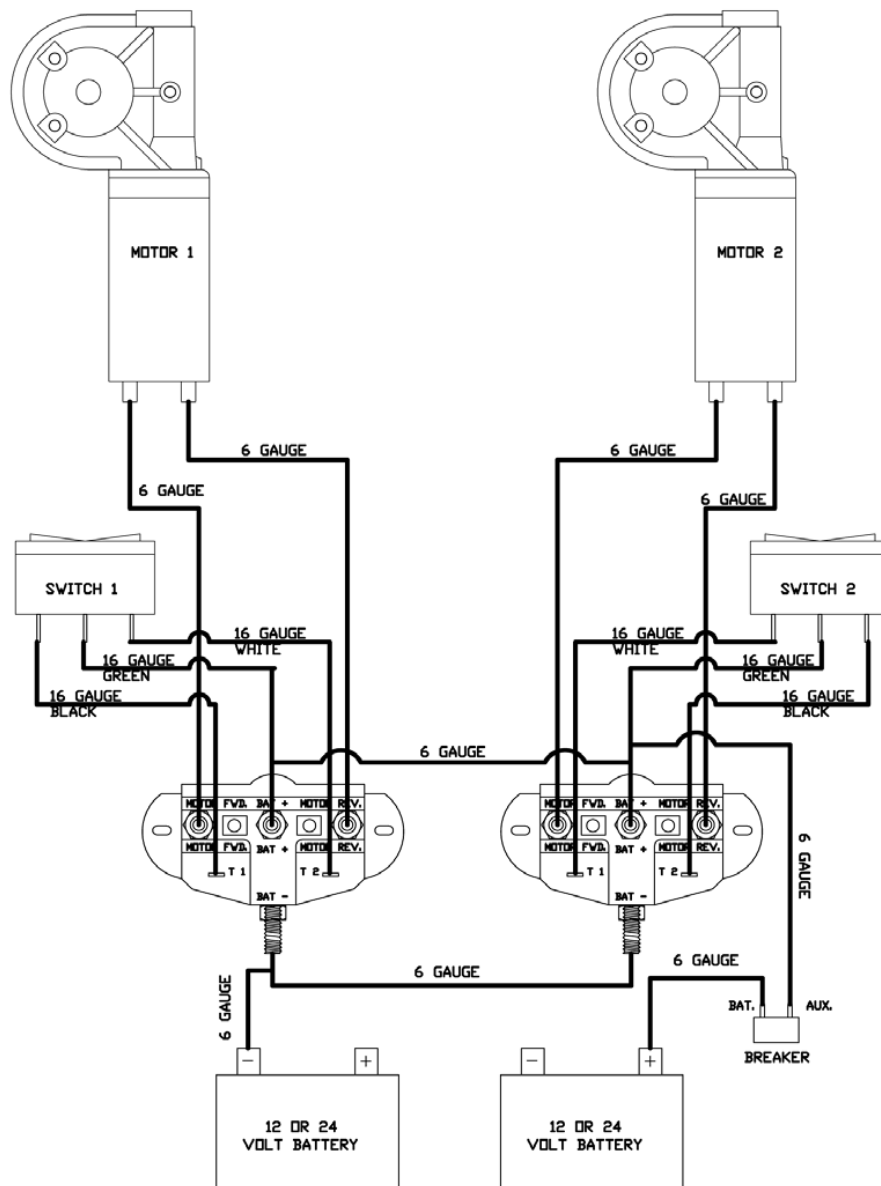 MOTOR 1
MOTOR 2
6 GAUGE
6 GAUGE
6 GAUGE
6 GAUGE
SWITCH 1
SWITCH 2
16 GAUGE
WHITE
16 GAUGE
GREEN
16 GAUGE
BLACK
16 GAUGE
WHITE
16 GAUGE
GREEN
16 GAUGE
BLACK
6 GAUGE
MOTOR FWD. BAT + MOTOR REV.
MOTOR FWD. BAT + MOTOR REV.
T 1 T 2
BAT -
MOTOR FWD. BAT + MOTOR REV.
MOTOR FWD. BAT + MOTOR REV.
T 1 T 2
BAT -
6 GAUGE
6 GAUGE
6 GAUGE
6 GAUGE
BAT. AUX.
BREAKER
- +
12 OR 24
VOLT BATTERY
- +
12 OR 24
VOLT BATTERY